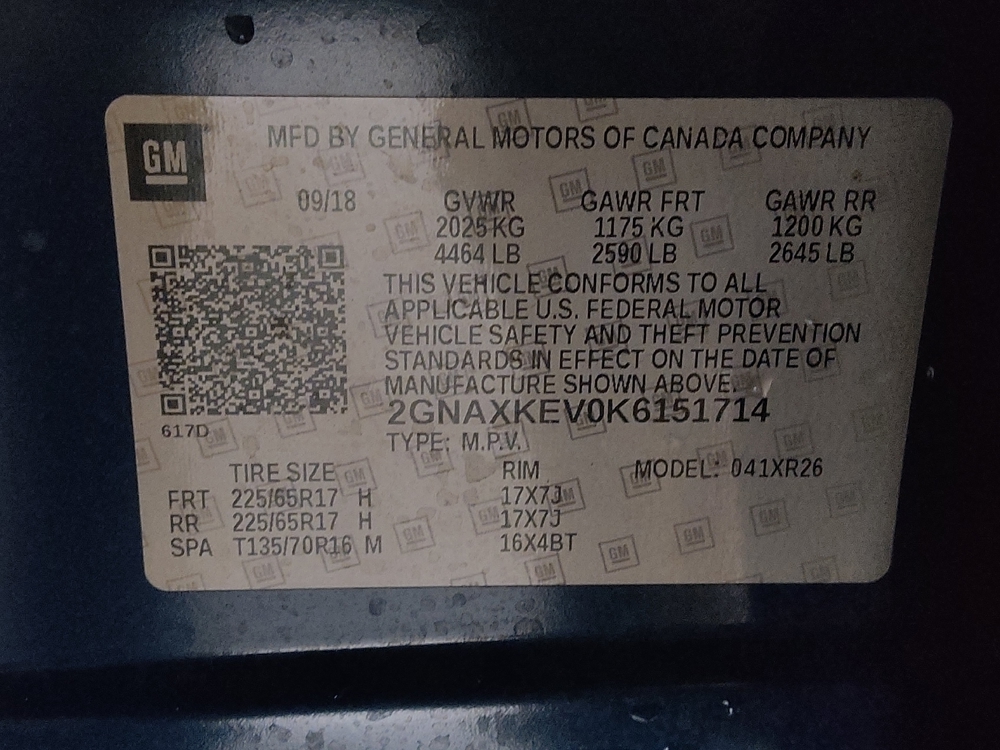 GM MFD BY GENERAL MOTORS OF CANADA COMPANY
09/18 GVWR GAWR FRT GAWR RR
2025 KG 1175 KG 1200 KG
4464 LB 2590 LB 2645 LB
THIS VEHICLE CONFORMS TO ALL
APPLICABLE U.S. FEDERAL MOTOR
VEHICLE SAFETY AND THEFT PREVENTION
STANDARDS IN EFFECT ON THE DATE OF
MANUFACTURE SHOWN ABOVE.
2GNAXKEV0K6151714
617D
TYPE: M.P.V.
TIRE SIZE RIM MODEL: 041XR26
FRT 225/65R17 H 17X7J
RR 225/65R17 H 17X7J
SPA T135/70R16 M 16X4BT